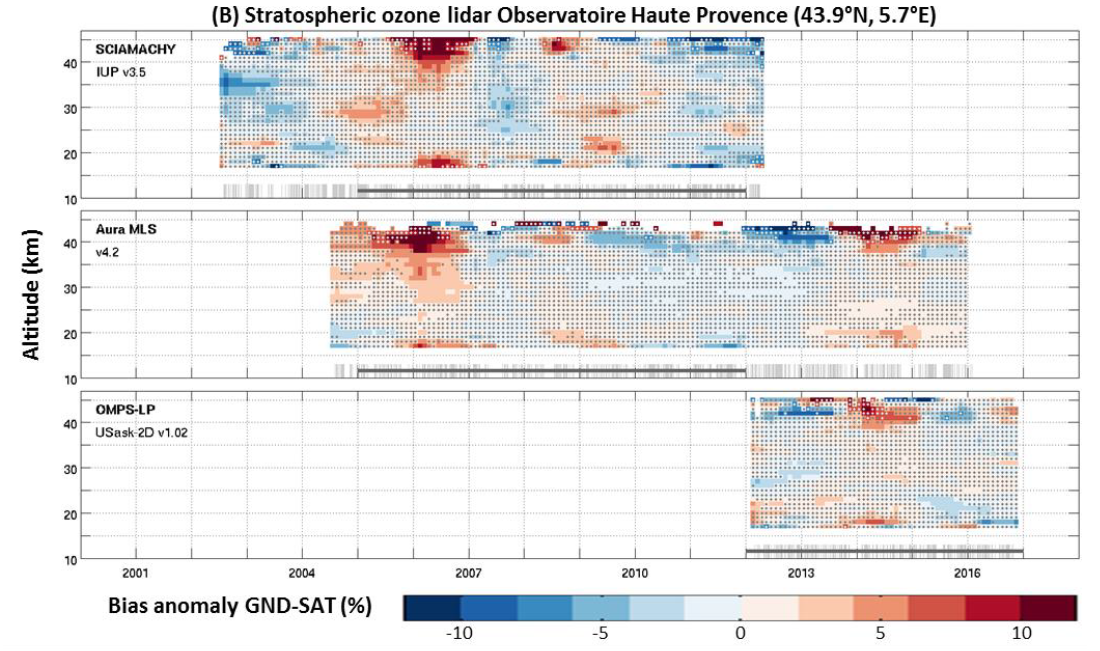 (B) Stratospheric ozone lidar Observatoire Haute Provence (43.9°N, 5.7°E)
SCIAMACHY
IUP v3.5
40
30
20
10
Aura MLS
v4.2
40
30
20
10
Altitude (km)
OMPS-LP
USask-2D v1.02
40
30
20
10
2001 2004 2007 2010 2013 2016
Bias anomaly GND-SAT (%)
-10 -5 0 5 10